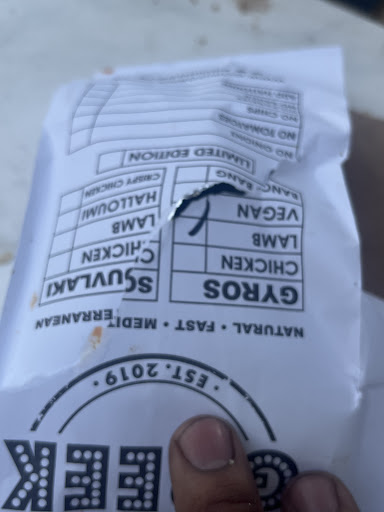 EEK
EST. 2019
NATURAL • FAST • MEDITERRANEAN
GYROS
CHICKEN
LAMB
VEGAN
BANG BANG
SOUVLAKI
CHICKEN
LAMB
HALLOUMI
CRISPY CHICKEN
LIMITED EDITION
NO ONIONS
NO TOMATOES
NO CHIPS